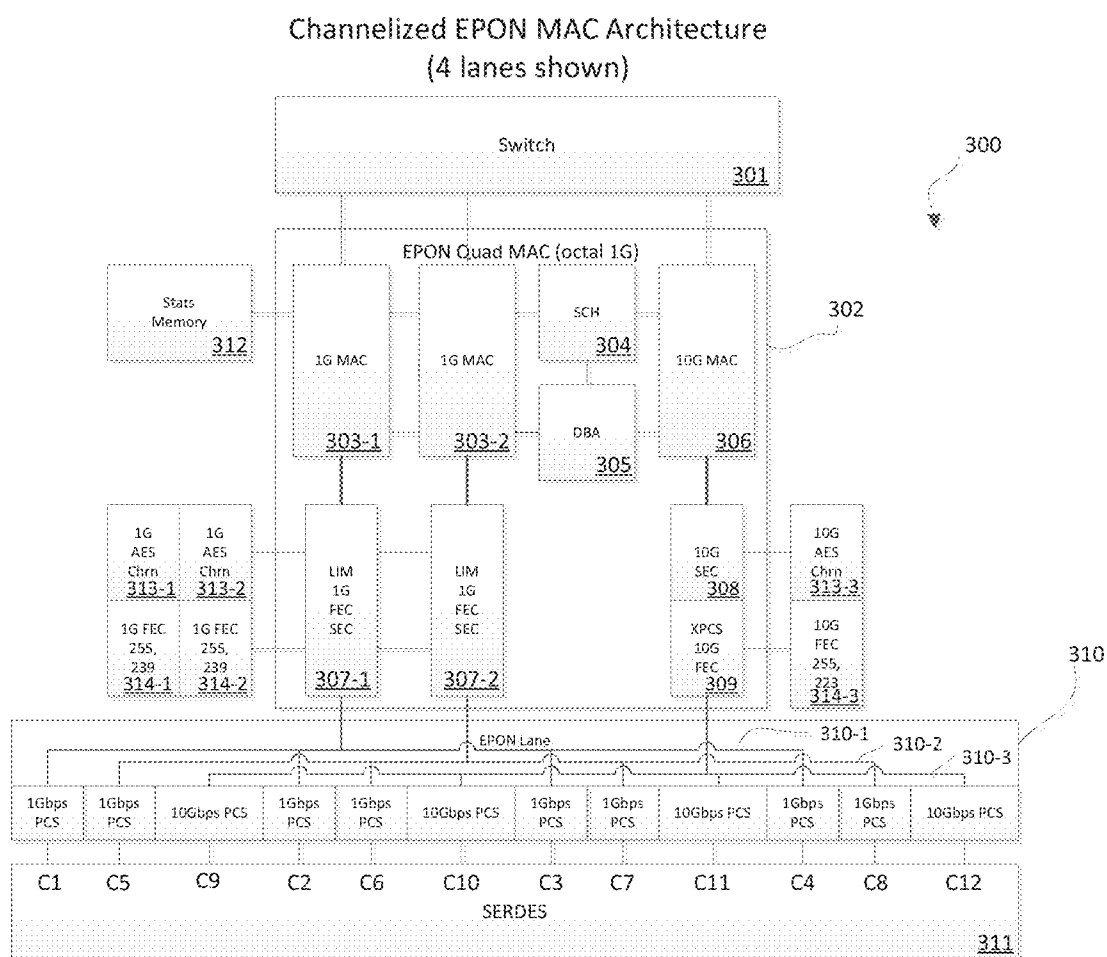 Channelized EPON MAC Architecture
(4 lanes shown)
Switch
301
300
EPON Quad MAC (octal 1G)
302
Stats
Memory
312
1G MAC
303-1
1G MAC
303-2
SCH
304
DBA
305
10G MAC
306
1G
AES
Chrn
313-1
1G
AES
Chrn
313-2
1G FEC
255,
239
314-1
1G FEC
255,
239
314-2
LIM
1G
FEC
SEC
307-1
LIM
1G
FEC
SEC
307-2
10G
SEC
308
XPCS
10G
FEC
309
10G
AES
Chrn
313-3
10G
FEC
255,
223
314-3
310
EPON Lane
310-1
310-2
310-3
1Gbps
PCS
1Gbps
PCS
10Gbps PCS
1Gbps
PCS
1Gbps
PCS
10Gbps PCS
1Gbps
PCS
1Gbps
PCS
10Gbps PCS
1Gbps
PCS
1Gbps
PCS
10Gbps PCS
C1 C5 C9 C2 C6 C10 C3 C7 C11 C4 C8 C12
SERDES
311